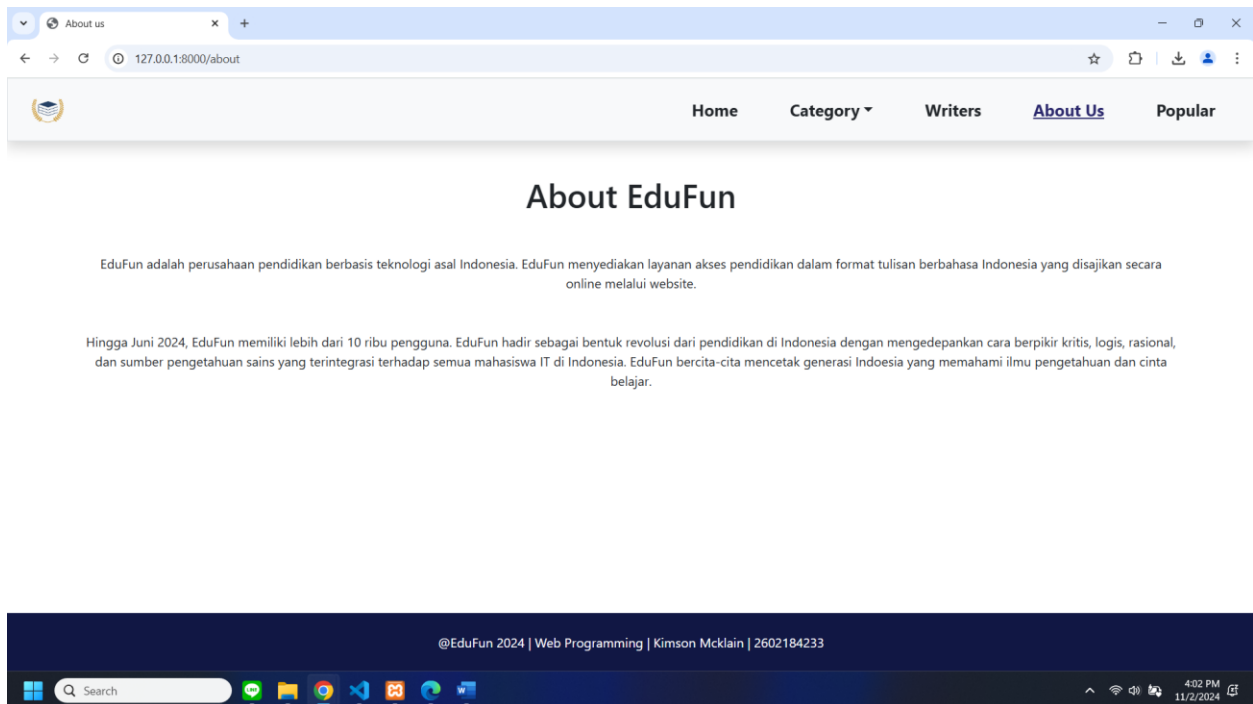 About us
127.0.0.1:8000/about
Home Category Writers About Us Popular
About EduFun
EduFun adalah perusahaan pendidikan berbasis teknologi asal Indonesia. EduFun menyediakan layanan akses pendidikan dalam format tulisan berbahasa Indonesia yang disajikan secara
online melalui website.
Hingga Juni 2024, EduFun memiliki lebih dari 10 ribu pengguna. EduFun hadir sebagai bentuk revolusi dari pendidikan di Indonesia dengan mengedepankan cara berpikir kritis, logis, rasional,
dan sumber pengetahuan sains yang terintegrasi terhadap semua mahasiswa IT di Indonesia. EduFun bercita-cita mencetak generasi Indoesia yang memahami ilmu pengetahuan dan cinta
belajar.
@EduFun 2024 | Web Programming | Kimson Mcklain | 2602184233
Search
4:02 PM
11/2/2024